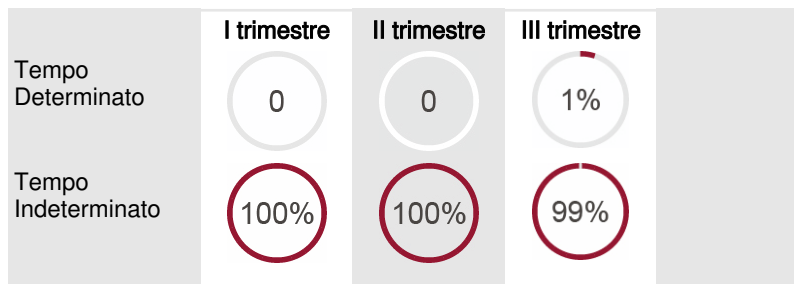 I trimestre II trimestre III trimestre
Tempo
Determinato
0 0 1%
Tempo
Indeterminato
100% 100% 99%